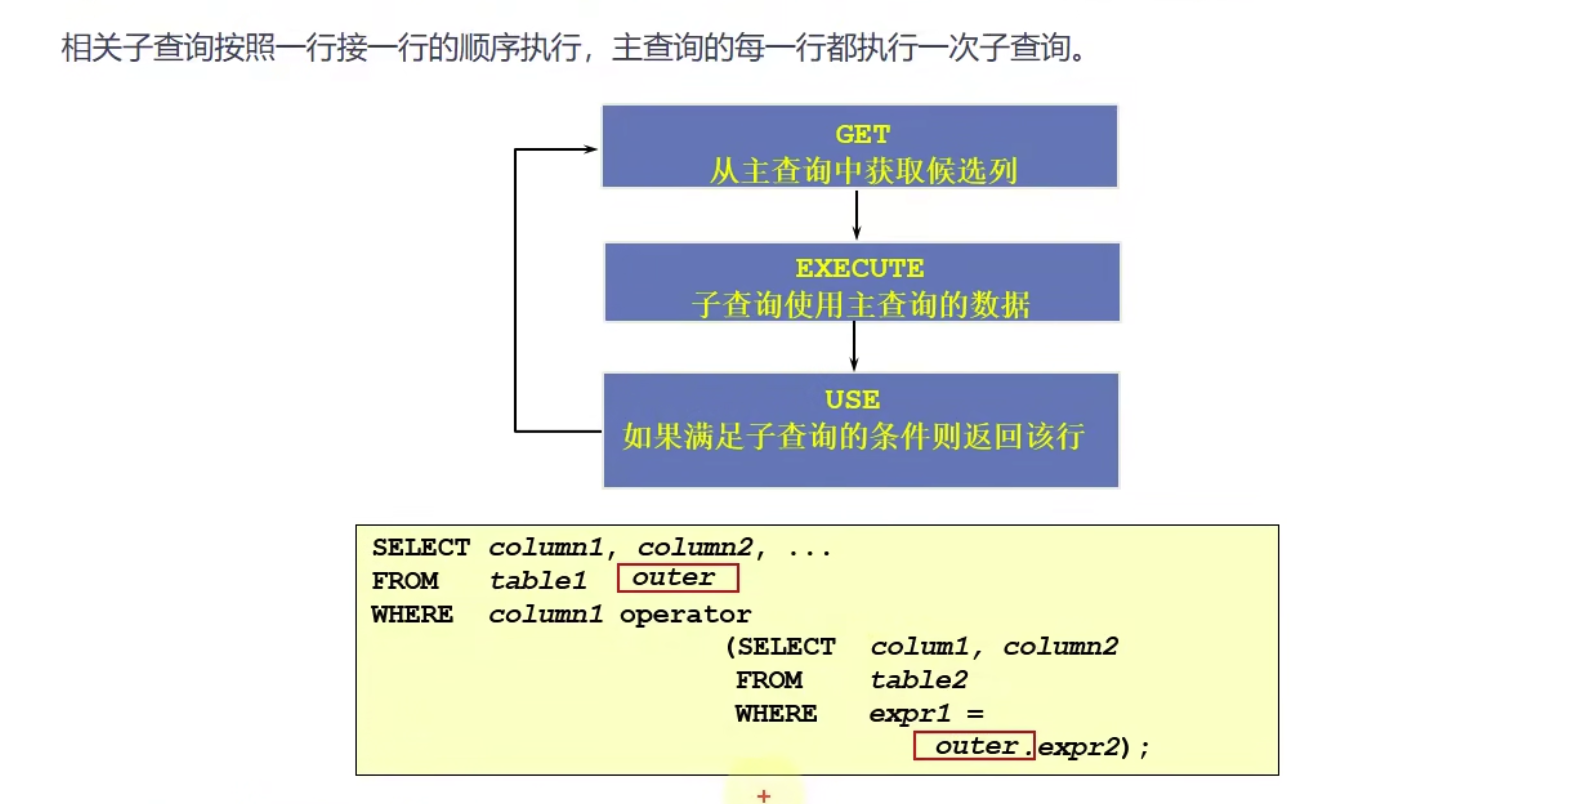 相关子查询按照一行接一行的顺序执行，主查询的每一行都执行一次子查询。
GET
从主查询中获取候选列
EXECUTE
子查询使用主查询的数据
USE
如果满足子查询的条件则返回该行
SELECT column1, column2, ...
FROM table1 outer
WHERE column1 operator
(SELECT colum1, column2
FROM table2
WHERE expr1 =
outer.expr2);